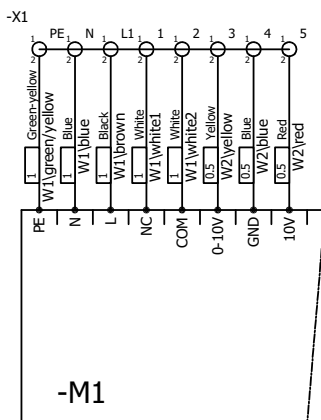 -X1
PE N L1 1 2 3 4 5
1 1 1 1 1 1 1 1
2 2 2 2 2 2 2 2
Green-yellow
1
W1\green/yellow
Blue
1
W1\blue
Black
1
W1\brown
White
1
W1\white1
White
1
W1\white2
Yellow
0.5
W2\yellow
Blue
0.5
W2\blue
Red
0.5
W2\red
PE
N
L
NC
COM
0-10V
GND
10V
-M1